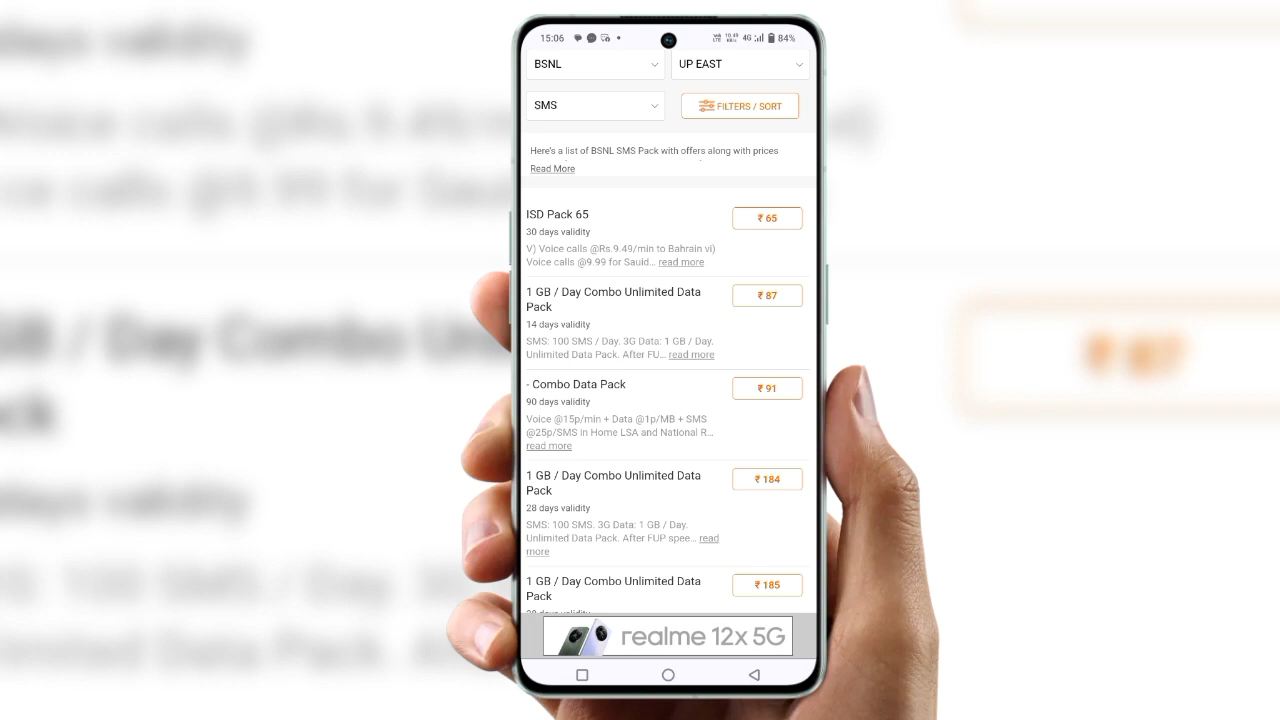 15:06
10.49
4G
84%
BSNL
UP EAST
SMS
FILTERS / SORT
Here's a list of BSNL SMS Pack with offers along with prices
Read More
ISD Pack 65
₹ 65
30 days validity
V) Voice calls @Rs.9.49/min to Bahrain vi)
Voice calls @9.99 for Sauid... read more
1 GB / Day Combo Unlimited Data
Pack
₹ 87
14 days validity
SMS: 100 SMS / Day. 3G Data: 1 GB / Day.
Unlimited Data Pack. After FU... read more
- Combo Data Pack
₹ 91
90 days validity
Voice @15p/min + Data @1p/MB + SMS
@25p/SMS in Home LSA and National R...
read more
1 GB / Day Combo Unlimited Data
Pack
₹ 184
28 days validity
SMS: 100 SMS. 3G Data: 1 GB / Day.
Unlimited Data Pack. After FUP spee... read
more
1 GB / Day Combo Unlimited Data
Pack
₹ 185
realme 12x 5G